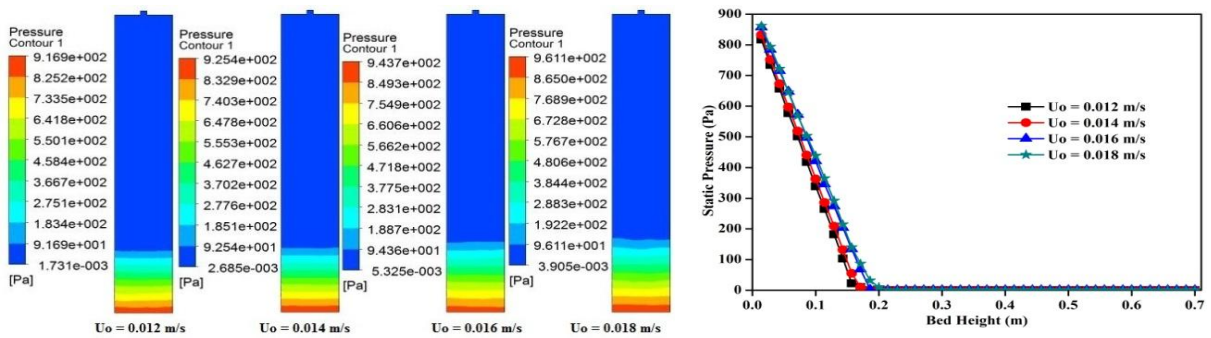 Pressure
Contour 1
9.169e+002
8.252e+002
7.335e+002
6.418e+002
5.501e+002
4.584e+002
3.667e+002
2.751e+002
1.834e+002
9.169e+001
1.731e-003
[Pa]
Uo = 0.012 m/s
Pressure
Contour 1
9.254e+002
8.329e+002
7.403e+002
6.478e+002
5.553e+002
4.627e+002
3.702e+002
2.776e+002
1.851e+002
9.254e+001
2.685e-003
[Pa]
Uo = 0.014 m/s
Pressure
Contour 1
9.437e+002
8.493e+002
7.549e+002
6.606e+002
5.662e+002
4.718e+002
3.775e+002
2.831e+002
1.887e+002
9.436e+001
5.325e-003
[Pa]
Uo = 0.016 m/s
Pressure
Contour 1
9.611e+002
8.650e+002
7.689e+002
6.728e+002
5.767e+002
4.806e+002
3.844e+002
2.883e+002
1.922e+002
9.611e+001
3.905e-003
[Pa]
Uo = 0.018 m/s
Static Pressure (Pa)
900
800
700
600
500
400
300
200
100
0
Uo = 0.012 m/s
Uo = 0.014 m/s
Uo = 0.016 m/s
Uo = 0.018 m/s
0.0 0.1 0.2 0.3 0.4 0.5 0.6 0.7
Bed Height (m)